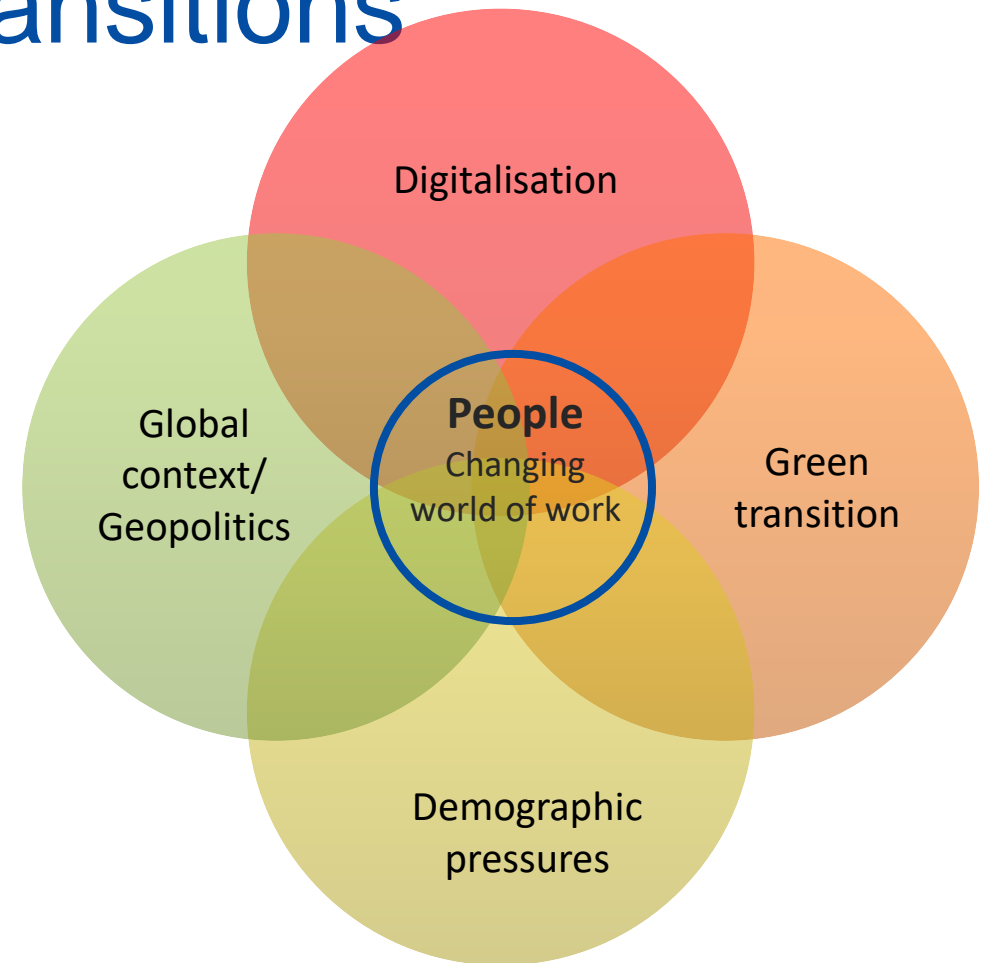 ansitions
Digitalisation
Global
context/
Geopolitics
People
Changing
world of work
Green
transition
Demographic
pressures